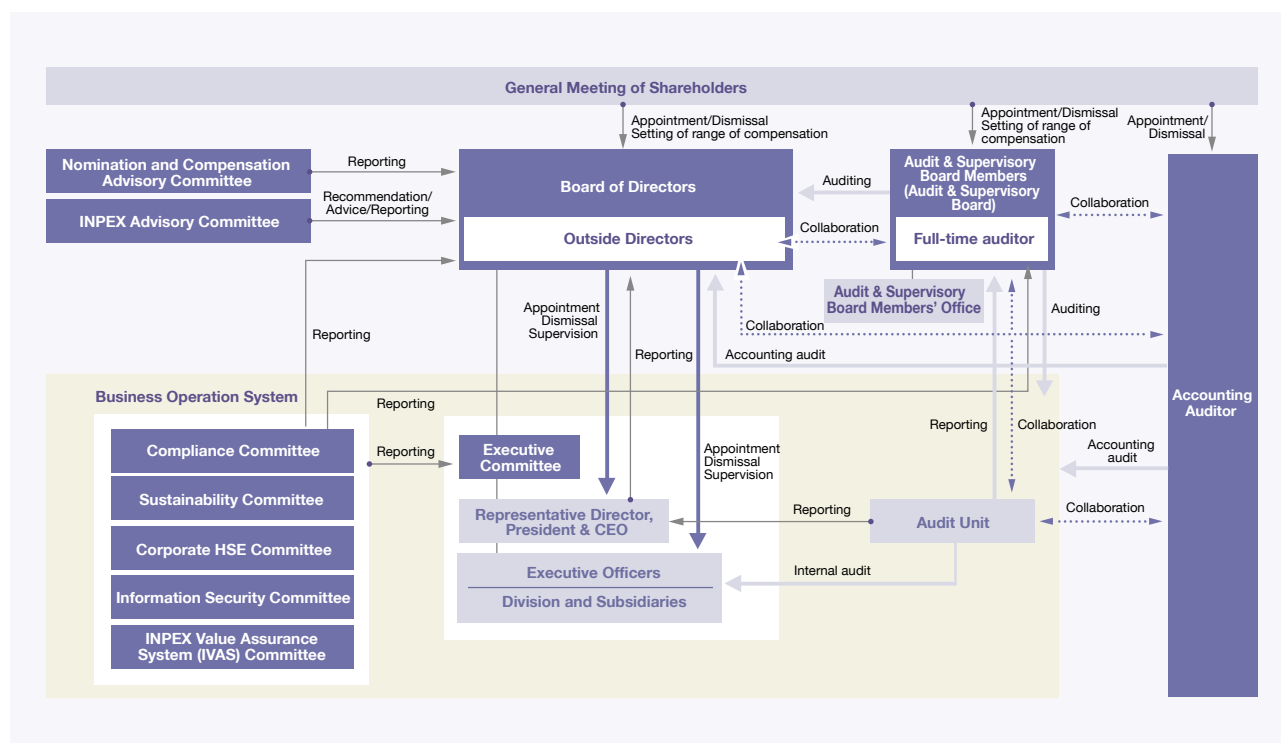 General Meeting of Shareholders
Appointment/Dismissal
Setting of range of compensation
Appointment/Dismissal
Setting of range of
compensation
Appointment/
Dismissal
Nomination and Compensation
Advisory Committee
Reporting
Board of Directors
Auditing
Audit & Supervisory
Board Members
(Audit & Supervisory
Board)
Collaboration
INPEX Advisory Committee
Recommendation/
Advice/Reporting
Outside Directors
Collaboration
Full-time auditor
Audit & Supervisory
Board Members' Office
Reporting
Appointment
Dismissal
Supervision
Reporting
Collaboration
Accounting audit
Auditing
Accounting
Auditor
Business Operation System
Reporting
Compliance Committee
Sustainability Committee
Corporate HSE Committee
Information Security Committee
INPEX Value Assurance
System (IVAS) Committee
Reporting
Executive
Committee
Appointment
Dismissal
Supervision
Reporting
Collaboration
Accounting
audit
Representative Director,
President & CEO
Reporting
Audit Unit
Collaboration
Executive Officers
Division and Subsidiaries
Internal audit